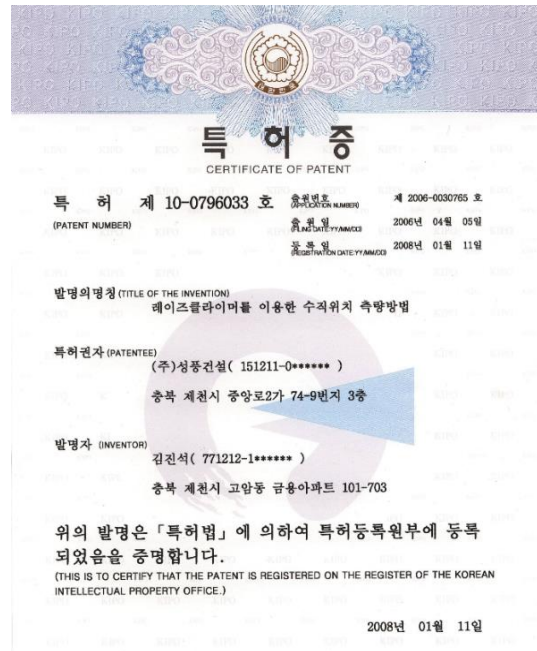 대한민국
특허증
CERTIFICATE OF PATENT
특 허 제 10-0796033 호
(PATENT NUMBER)
출원번호 제 2006-0030765 호
(APPLICATION NUMBER)
출 원 일 2006년 04월 05일
(FILING DATE:YY/MM/DD)
등 록 일 2008년 01월 11일
(REGISTRATION DATE:YY/MM/DD)
발명의명칭(TITLE OF THE INVENTION)
레이즈클라이머를 이용한 수직위치 측량방법
특허권자(PATENTEE)
(주)성풍건설( 151211-0****** )
충북 제천시 중앙로2가 74-9번지 3층
발명자 (INVENTOR)
김진석( 771212-1****** )
충북 제천시 고암동 금용아파트 101-703
위의 발명은 「특허법」에 의하여 특허등록원부에 등록
되었음을 증명합니다.
(THIS IS TO CERTIFY THAT THE PATENT IS REGISTERED ON THE REGISTER OF THE KOREAN
INTELLECTUAL PROPERTY OFFICE.)
2008년 01월 11일